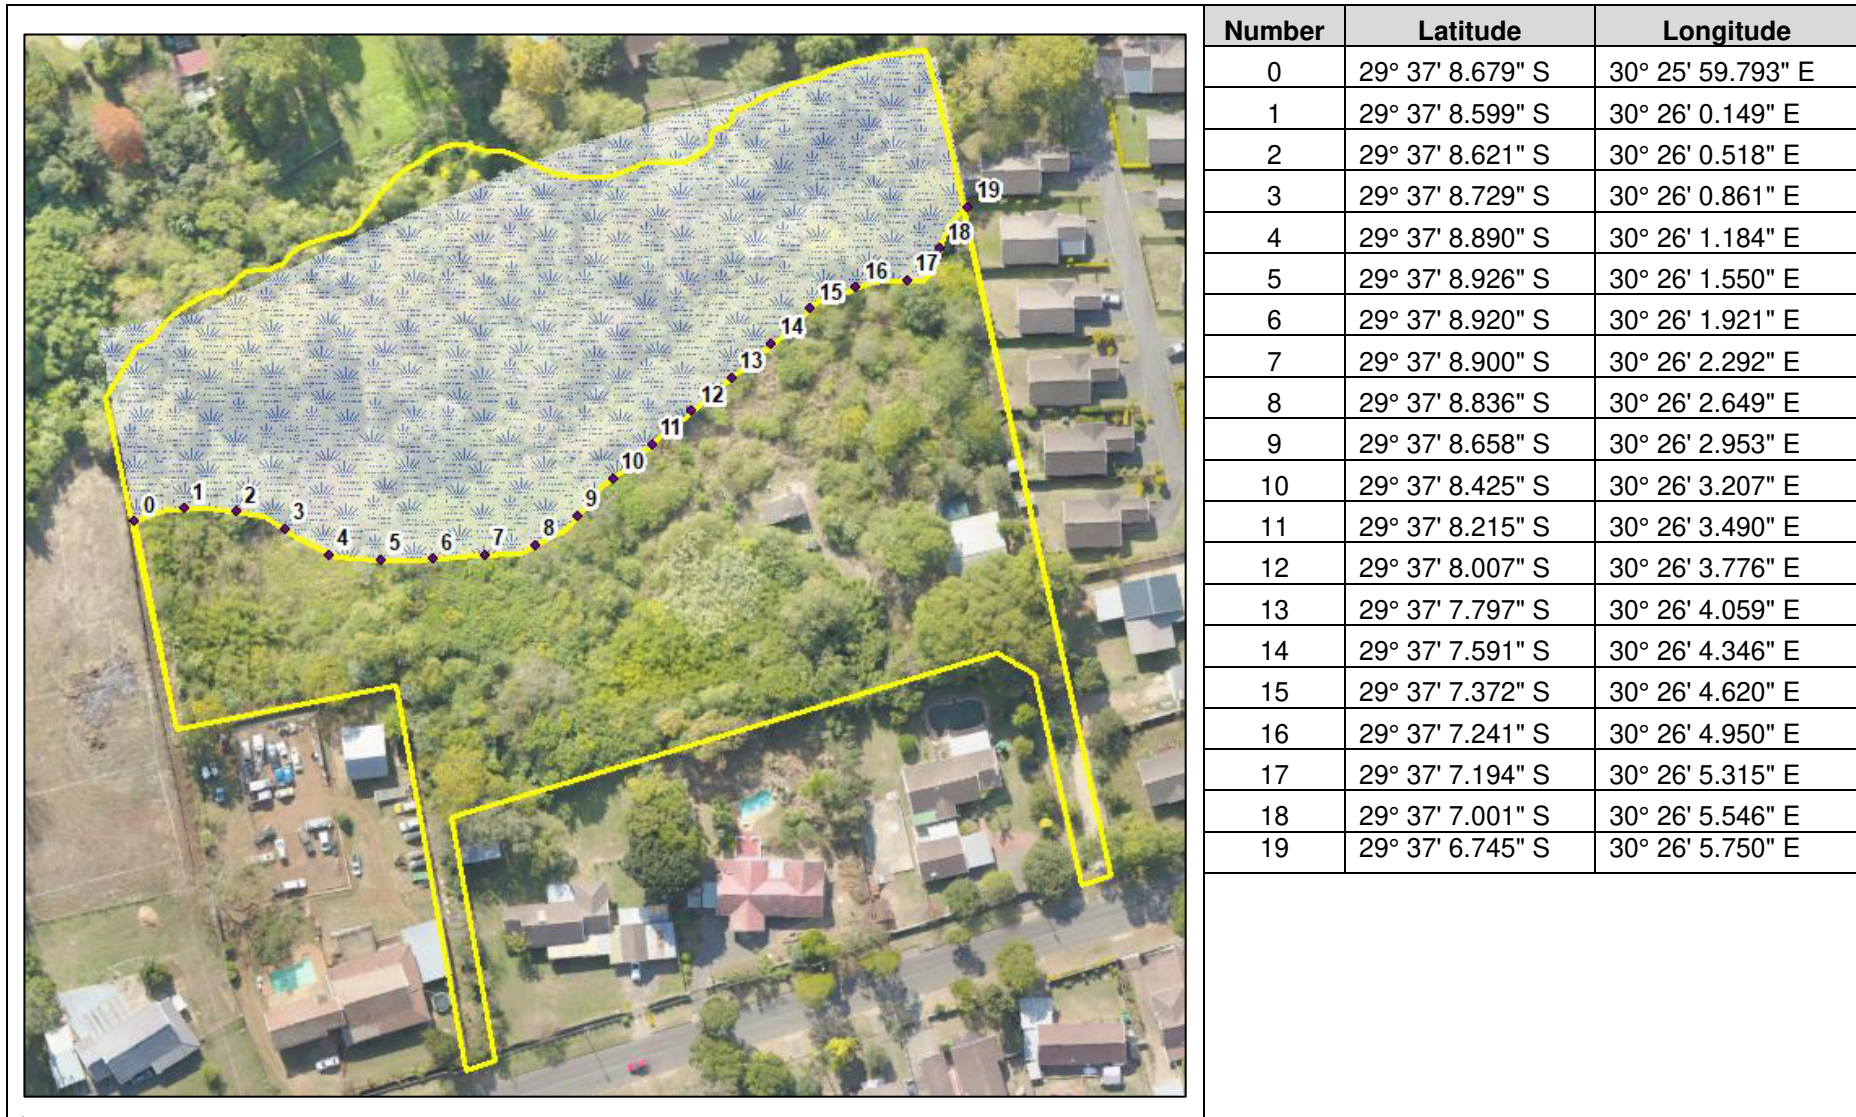 Number Latitude Longitude
0 29° 37' 8.679" S 30° 25' 59.793" E
1 29° 37' 8.599" S 30° 26' 0.149" E
2 29° 37' 8.621" S 30° 26' 0.518" E
3 29° 37' 8.729" S 30° 26' 0.861" E
4 29° 37' 8.890" S 30° 26' 1.184" E
5 29° 37' 8.926" S 30° 26' 1.550" E
6 29° 37' 8.920" S 30° 26' 1.921" E
7 29° 37' 8.900" S 30° 26' 2.292" E
8 29° 37' 8.836" S 30° 26' 2.649" E
9 29° 37' 8.658" S 30° 26' 2.953" E
10 29° 37' 8.425" S 30° 26' 3.207" E
11 29° 37' 8.215" S 30° 26' 3.490" E
12 29° 37' 8.007" S 30° 26' 3.776" E
13 29° 37' 7.797" S 30° 26' 4.059" E
14 29° 37' 7.591" S 30° 26' 4.346" E
15 29° 37' 7.372" S 30° 26' 4.620" E
16 29° 37' 7.241" S 30° 26' 4.950" E
17 29° 37' 7.194" S 30° 26' 5.315" E
18 29° 37' 7.001" S 30° 26' 5.546" E
19 29° 37' 6.745" S 30° 26' 5.750" E
0
1
2
3
4
5
6
7
8
9
10
11
12
13
14
15
16
17
18
19